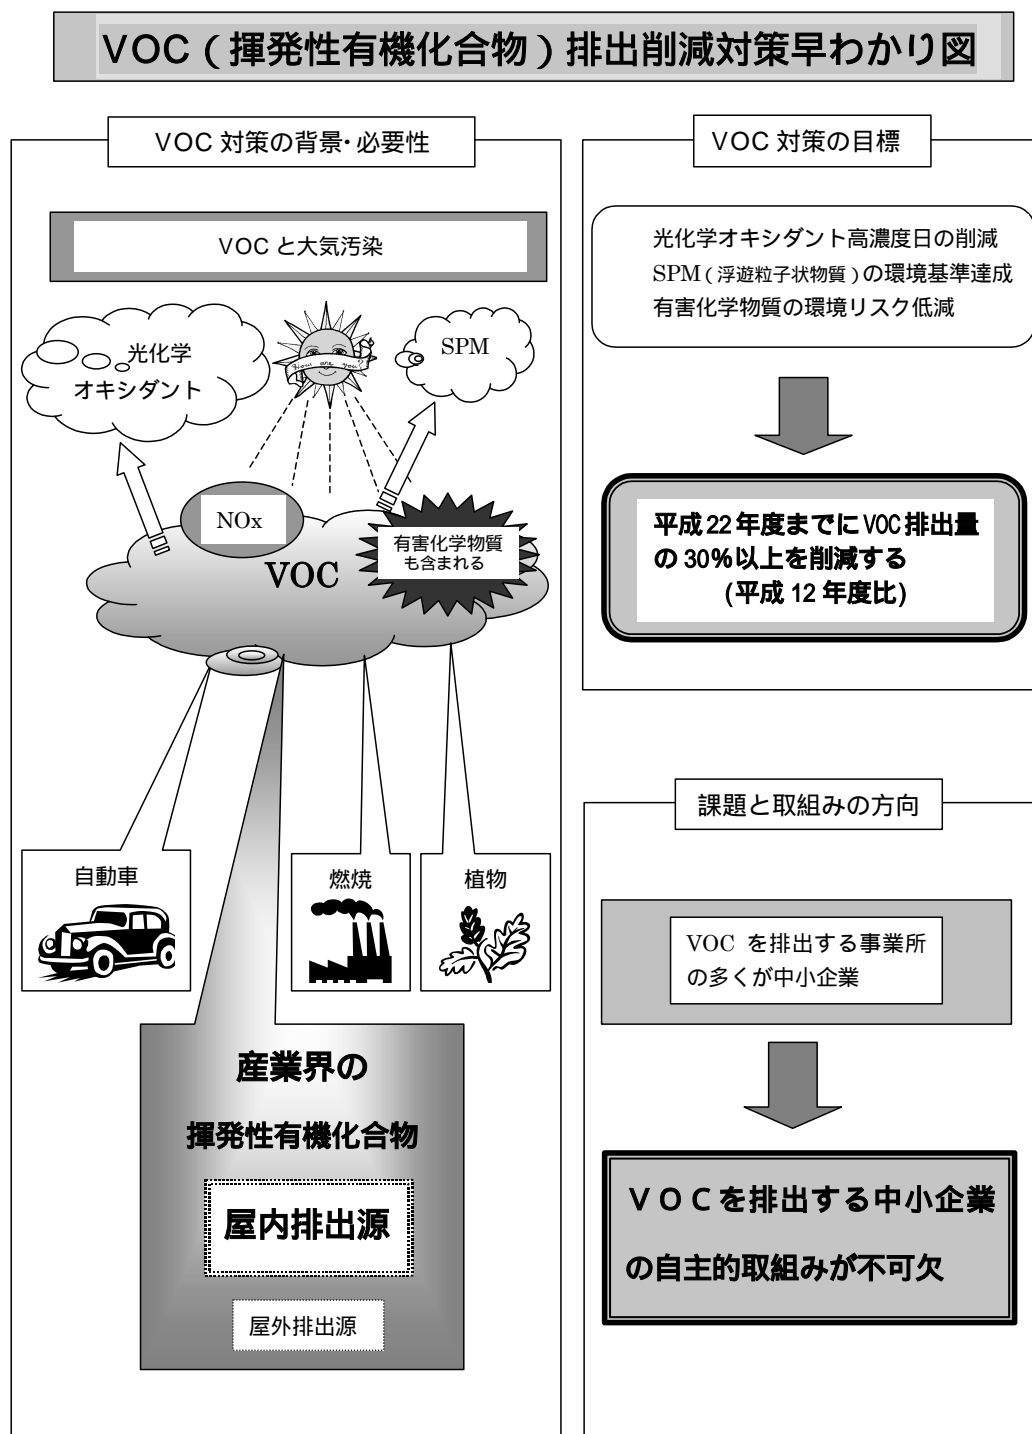 VOC(揮発性有機化合物)排出削減対策早わかり図
VOC 対策の背景･必要性
VOC と大気汚染
光化学
オキシダント
How are you?
SPM
NOx
VOC
有害化学物質
も含まれる
自動車
燃焼
植物
産業界の
揮発性有機化合物
屋内排出源
屋外排出源
VOC 対策の目標
光化学オキシダント高濃度日の削減
SPM(浮遊粒子状物質)の環境基準達成
有害化学物質の環境リスク低減
平成 22 年度までに VOC 排出量
の 30%以上を削減する
(平成 12 年度比)
課題と取組みの方向
VOC を排出する事業所
の多くが中小企業
VOCを排出する中小企業
の自主的取組みが不可欠